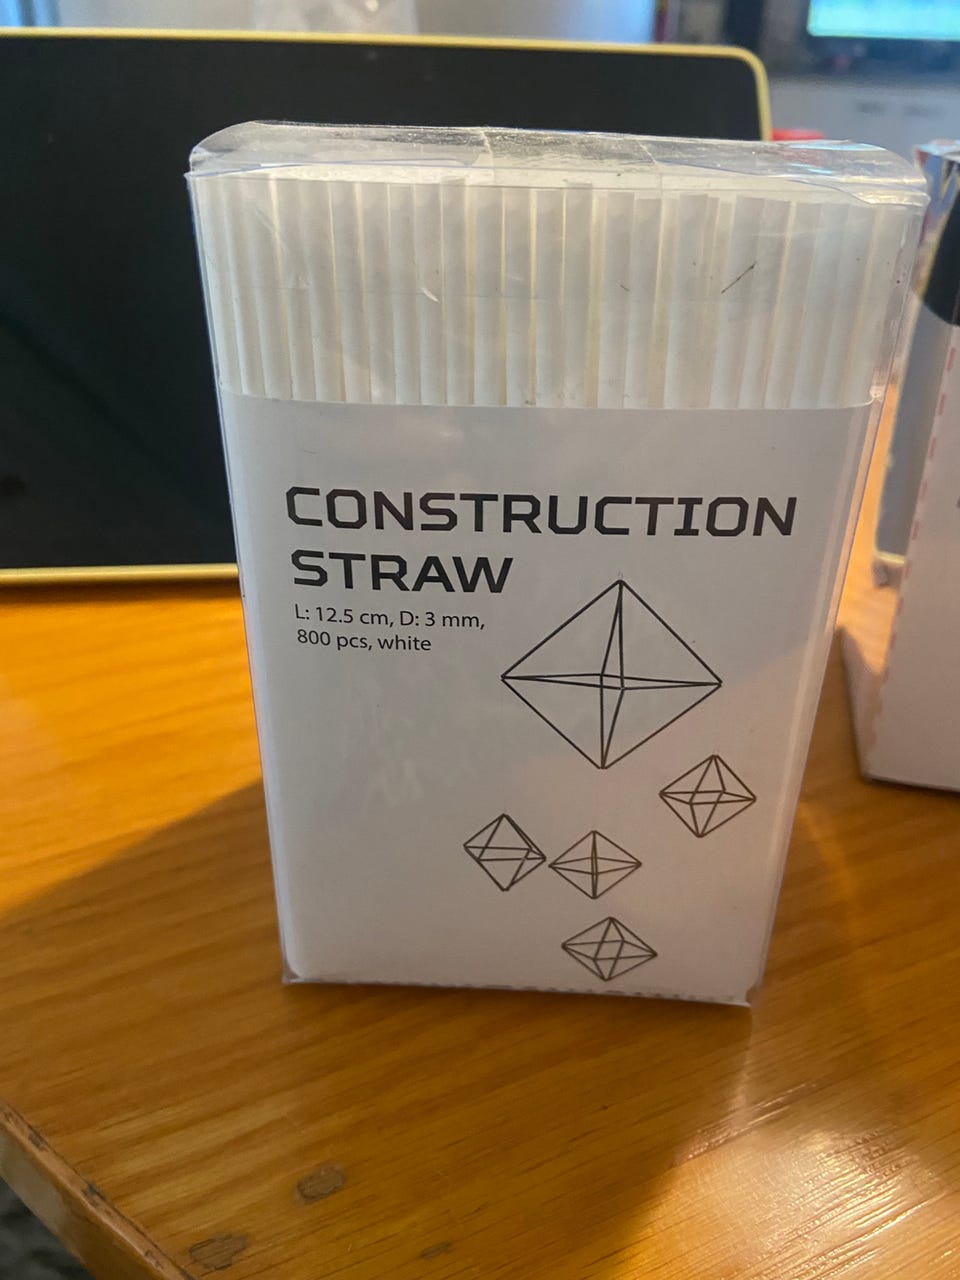 CONSTRUCTION
STRAW
L: 12.5 cm, D: 3 mm,
800 pcs, white